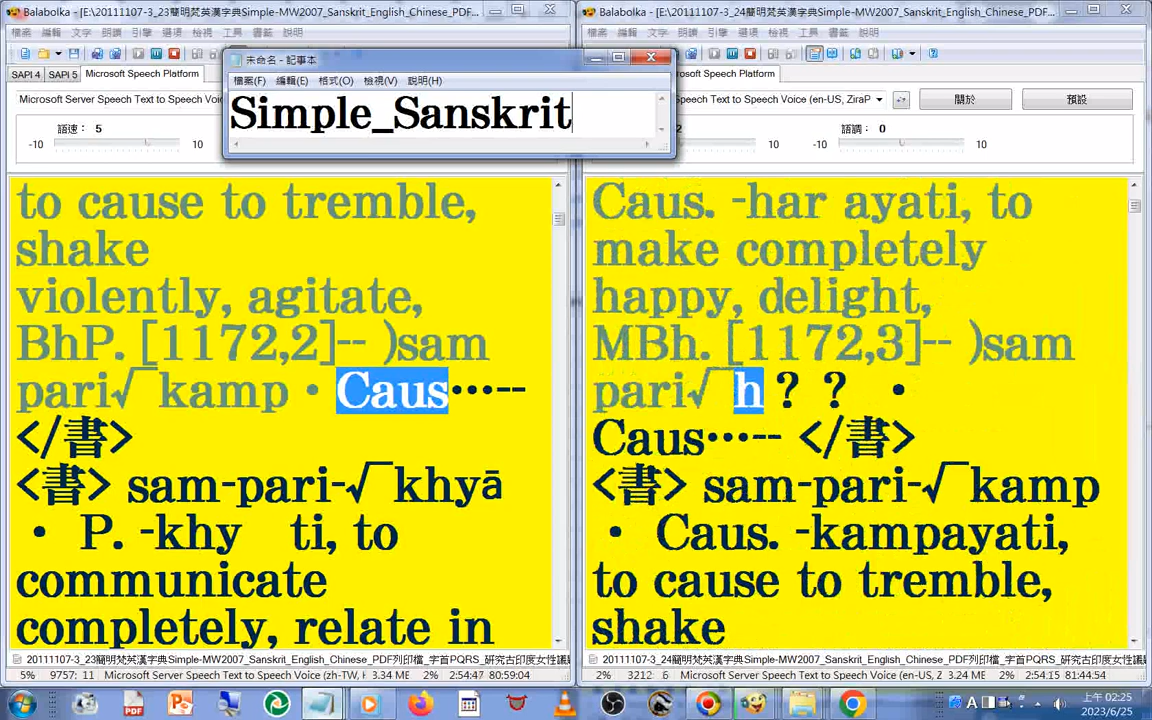 Balabolka - [E:\20111107-3_23簡明梵英漢字典Simple-MW2007_Sanskrit_English_Chinese_PDF...
檔案 編輯 文字 朗讀 引擎 選項 檢視 工具 書籤 說明
SAPI 4 SAPI 5 Microsoft Speech Platform
Microsoft Server Speech Text to Speech Voi
語速： 5
-10 10
to cause to tremble,
shake
violently, agitate,
BhP. [1172,2]-- )sam
pari√ kamp • Caus…--
</書>
<書> sam-pari-√ khyā
• P. -khy ti, to
communicate
completely, relate in
20111107-3_23簡明梵英漢字典Simple-MW2007_Sanskrit_English_Chinese_PDF列印檔_字首PQRS_研究古印度女性議
5% 9757: 11 Microsoft Server Speech Text to Speech Voice (zh-TW, H 3.34 MB 2% 2:54:47 80:59:04
未命名 - 記事本
檔案(F) 編輯(E) 格式(O) 檢視(V) 說明(H)
Simple_Sanskrit
Balabolka - [E:\20111107-3_24簡明梵英漢字典Simple-MW2007_Sanskrit_English_Chinese_PDF...
選項 檢視 工具 書籤 說明
Speech Platform
Speech Text to Speech Voice (en-US, ZiraP
關於 預設
2 語調： 0
10 -10 10
Caus. -har ayati, to
make completely
happy, delight,
MBh. [1172,3]-- )sam
pari√ h？？ •
Caus…-- </書>
<書> sam-pari-√ kamp
• Caus. -kampayati,
to cause to tremble,
shake
20111107-3_24簡明梵英漢字典Simple-MW2007_Sanskrit_English_Chinese_PDF列印檔_字首PQRS_研究古印度女性議
2% 3212: 6 Microsoft Server Speech Text to Speech Voice (en-US, Z 3.24 MB 2% 2:54:15 81:44:54
上午 02:25
2023/6/25